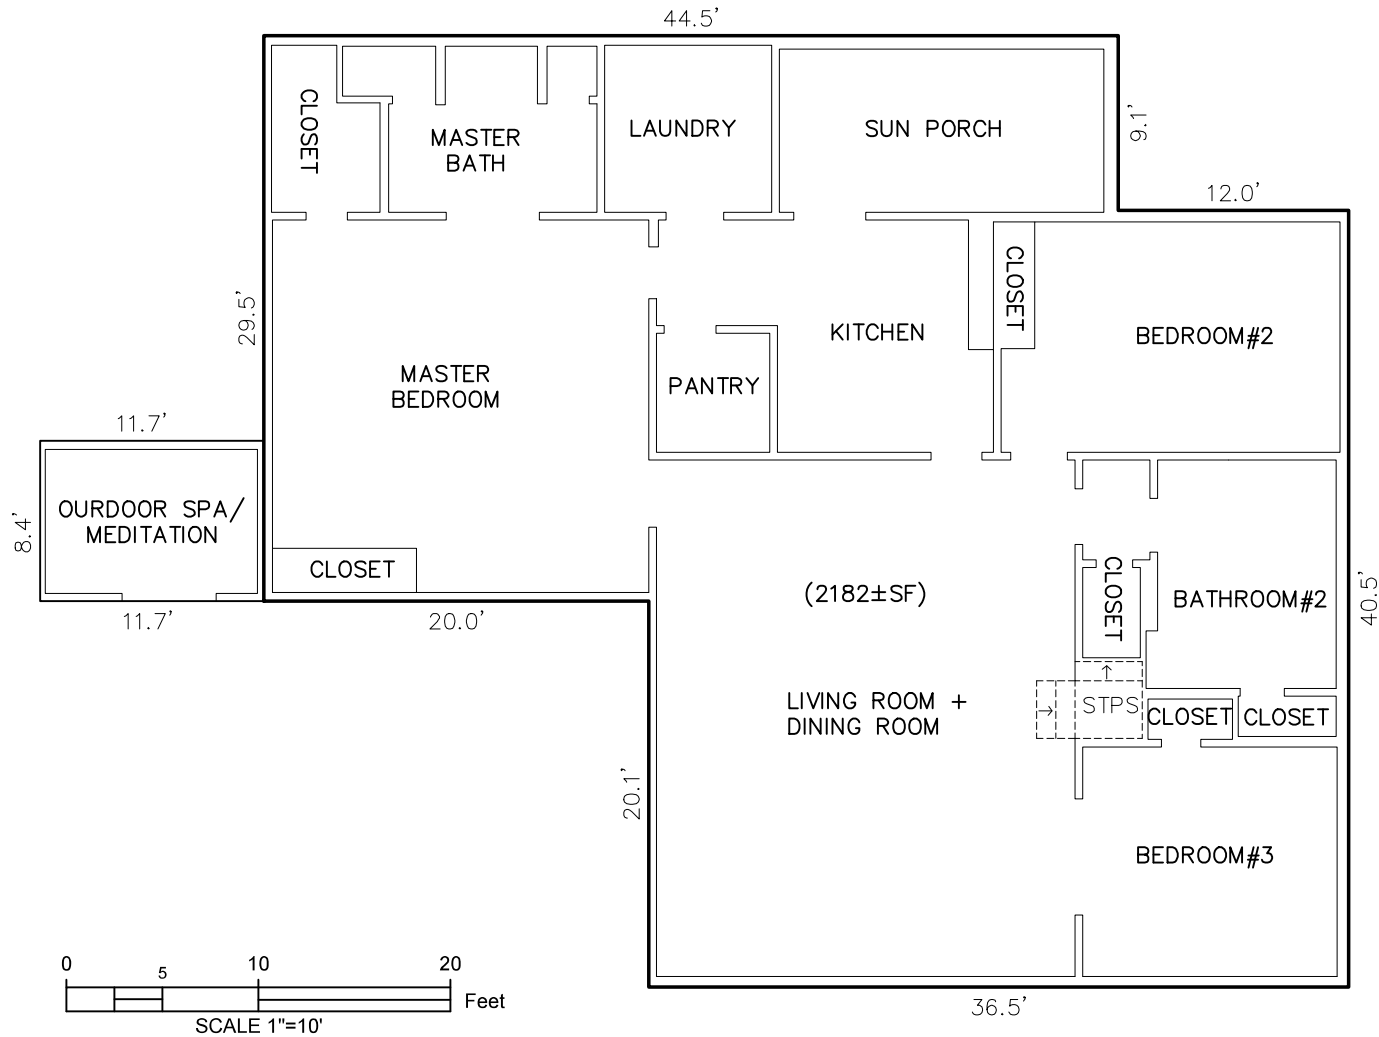 44.5'
CLOSET
MASTER
BATH
LAUNDRY
SUN PORCH
9.1'
12.0'
29.5'
CLOSET
KITCHEN
BEDROOM#2
MASTER
BEDROOM
PANTRY
11.7'
8.4'
OURDOOR SPA/
MEDITATION
CLOSET
(2182±SF)
CLOSET
BATHROOM#2
40.5'
11.7'
20.0'
LIVING ROOM +
DINING ROOM
STPS
CLOSET
CLOSET
20.1'
BEDROOM#3
0
5
10
20
Feet
SCALE 1"=10'
36.5'